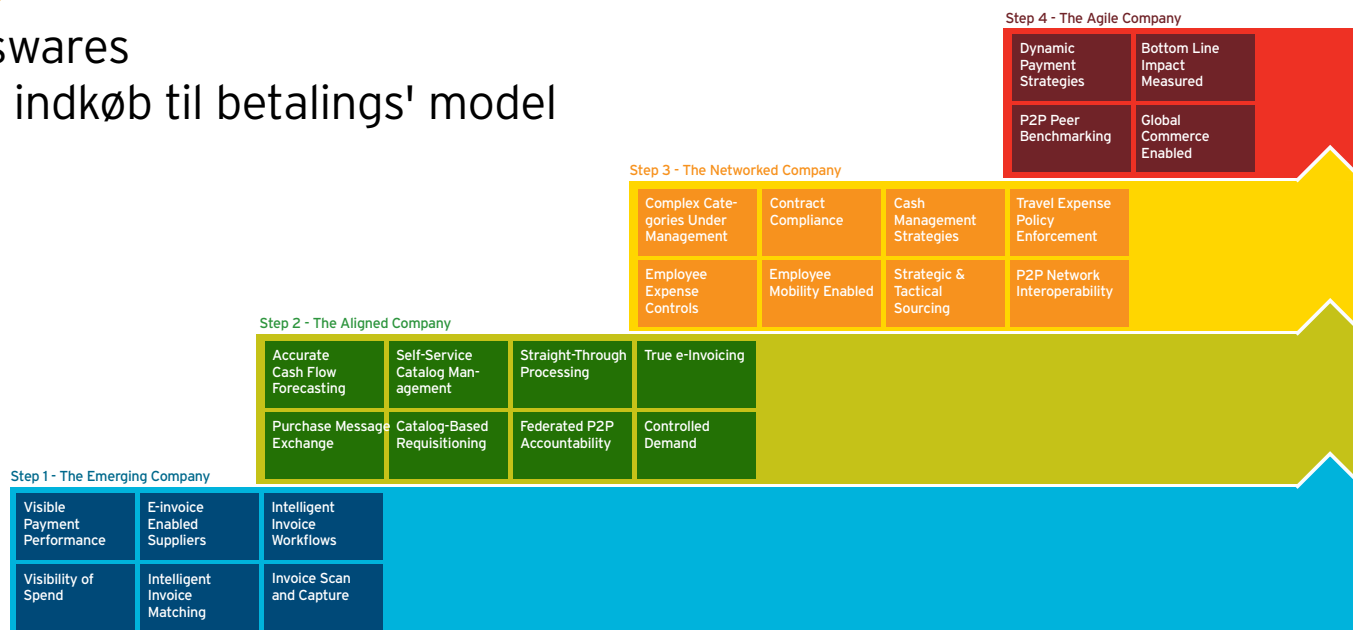 swares
indkøb til betalings' model
Step 4 - The Agile Company
Dynamic
Payment
Strategies
Bottom Line
Impact
Measured
P2P Peer
Benchmarking
Global
Commerce
Enabled
Step 3 - The Networked Company
Complex Cate-
gories Under
Management
Contract
Compliance
Cash
Management
Strategies
Travel Expense
Policy
Enforcement
Employee
Expense
Controls
Employee
Mobility Enabled
Strategic &
Tactical
Sourcing
P2P Network
Interoperability
Step 2 - The Aligned Company
Accurate
Cash Flow
Forecasting
Self-Service
Catalog Man-
agement
Straight-Through
Processing
True e-Invoicing
Purchase Message
Exchange
Catalog-Based
Requisitioning
Federated P2P
Accountability
Controlled
Demand
Step 1 - The Emerging Company
Visible
Payment
Performance
E-invoice
Enabled
Suppliers
Intelligent
Invoice
Workflows
Visibility of
Spend
Intelligent
Invoice
Matching
Invoice Scan
and Capture